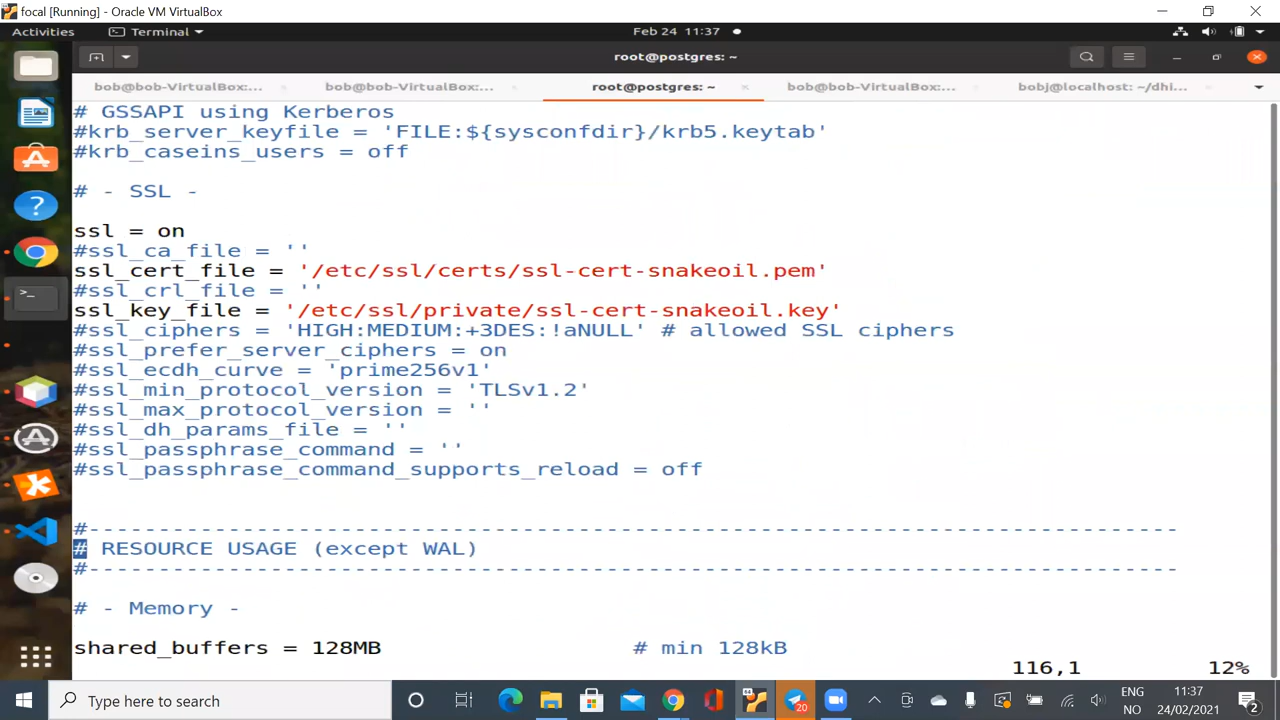 focal [Running] - Oracle VM VirtualBox
Activities
Terminal
Feb 24 11:37
root@postgres: ~
bob@bob-VirtualBox:...
bob@bob-VirtualBox:...
root@postgres: ~
bob@bob-VirtualBox:...
bobj@localhost: ~/dhi...
# GSSAPI using Kerberos
#krb_server_keyfile = 'FILE:${sysconfdir}/krb5.keytab'
#krb_caseins_users = off
# - SSL -
ssl = on
#ssl_ca_file = ''
ssl_cert_file = '/etc/ssl/certs/ssl-cert-snakeoil.pem'
#ssl_crl_file = ''
ssl_key_file = '/etc/ssl/private/ssl-cert-snakeoil.key'
#ssl_ciphers = 'HIGH:MEDIUM:+3DES:!aNULL' # allowed SSL ciphers
#ssl_prefer_server_ciphers = on
#ssl_ecdh_curve = 'prime256v1'
#ssl_min_protocol_version = 'TLSv1.2'
#ssl_max_protocol_version = ''
#ssl_dh_params_file = ''
#ssl_passphrase_command = ''
#ssl_passphrase_command_supports_reload = off
#------------------------------------------------------------------------------
# RESOURCE USAGE (except WAL)
#------------------------------------------------------------------------------
# - Memory -
shared_buffers = 128MB # min 128kB
116,1 12%
Type here to search
20
ENG
NO
11:37
24/02/2021
2